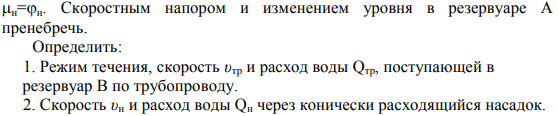 μн=φн. Скоростным напором и изменением уровня в резервуаре А
пренебречь.
Определить:
1. Режим течения, скорость υтр и расход воды Qтр, поступающей в
резервуар В по трубопроводу.
2. Скорость υн и расход воды Qн через конически расходящийся насадок.